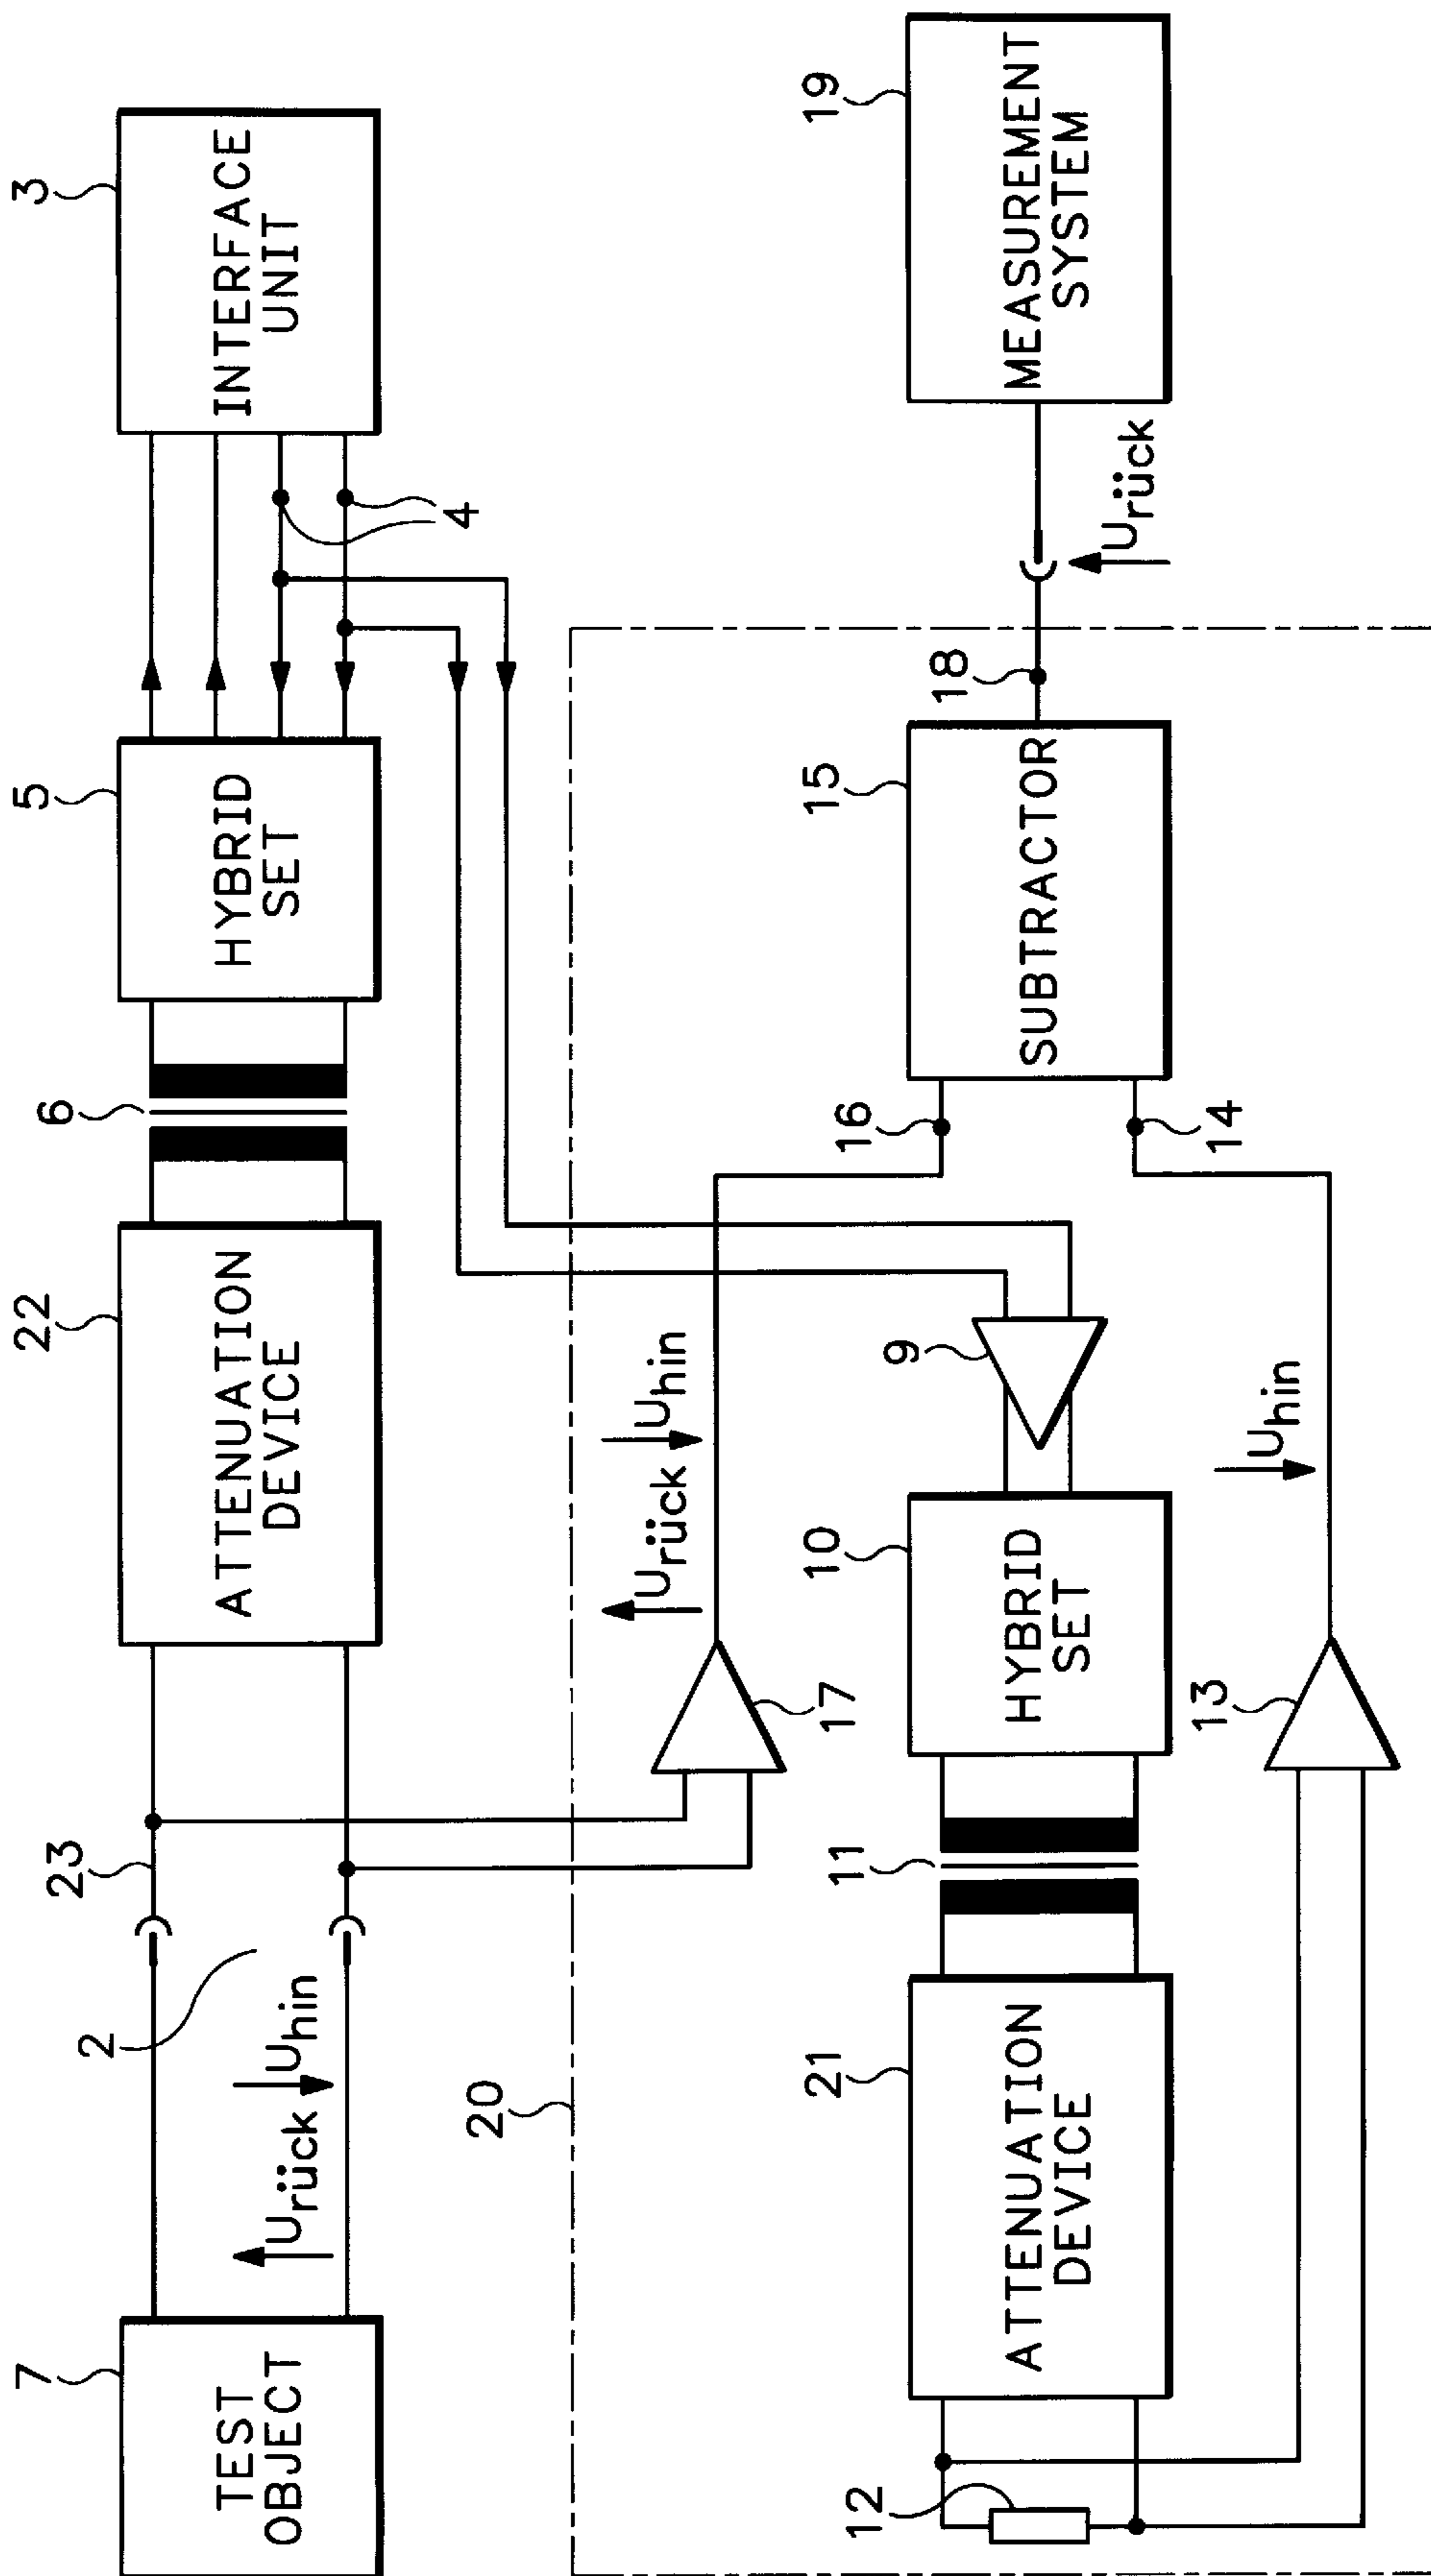 7
TEST
OBJECT
Urück
Uhin
2
23
22
ATTENUATION
DEVICE
6
5
HYBRID
SET
3
INTERFACE
UNIT
4
20
17
Urück
Uhin
12
21
ATTENUATION
DEVICE
11
10
HYBRID
SET
9
13
Uhin
16
14
15
SUBTRACTOR
18
Urück
19
MEASUREMENT
SYSTEM